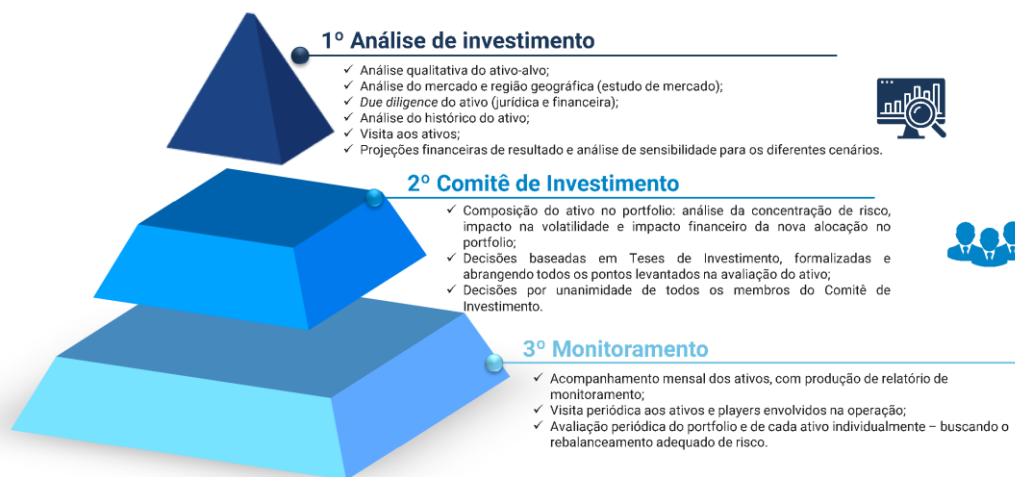 1º Análise de investimento
✓ Análise qualitativa do ativo-alvo;
✓ Análise do mercado e região geográfica (estudo de mercado);
✓ Due diligence do ativo (jurídica e financeira);
✓ Análise do histórico do ativo;
✓ Visita aos ativos;
✓ Projeções financeiras de resultado e análise de sensibilidade para os diferentes cenários.
2º Comitê de Investimento
✓ Composição do ativo no portfolio: análise da concentração de risco,
impacto na volatilidade e impacto financeiro da nova alocação no
portfolio;
✓ Decisões baseadas em Teses de Investimento, formalizadas e
abrangendo todos os pontos levantados na avaliação do ativo;
✓ Decisões por unanimidade de todos os membros do Comitê de
Investimento.
3º Monitoramento
✓ Acompanhamento mensal dos ativos, com produção de relatório de
monitoramento;
✓ Visita periódica aos ativos e players envolvidos na operação;
✓ Avaliação periódica do portfolio e de cada ativo individualmente – buscando o
rebalanceamento adequado de risco.